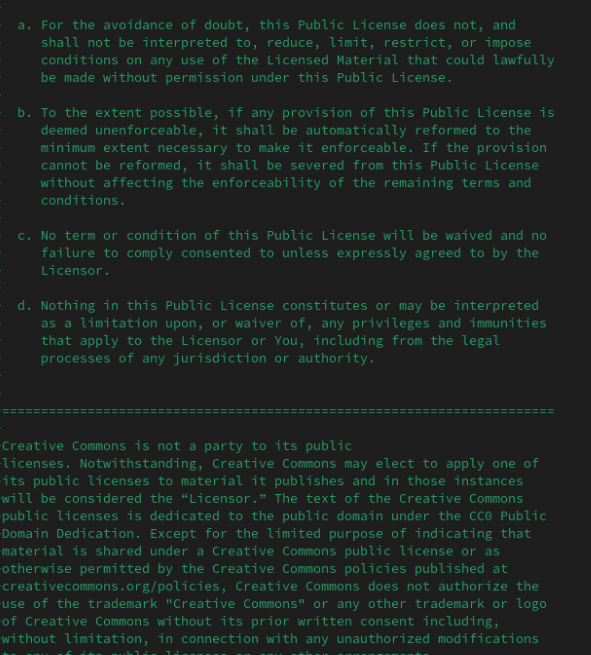 a. For the avoidance of doubt, this Public License does not, and
shall not be interpreted to, reduce, limit, restrict, or impose
conditions on any use of the Licensed Material that could lawfully
be made without permission under this Public License.
b. To the extent possible, if any provision of this Public License is
deemed unenforceable, it shall be automatically reformed to the
minimum extent necessary to make it enforceable. If the provision
cannot be reformed, it shall be severed from this Public License
without affecting the enforceability of the remaining terms and
conditions.
c. No term or condition of this Public License will be waived and no
failure to comply consented to unless expressly agreed to by the
Licensor.
d. Nothing in this Public License constitutes or may be interpreted
as a limitation upon, or waiver of, any privileges and immunities
that apply to the Licensor or You, including from the legal
processes of any jurisdiction or authority.
=======================================================================
Creative Commons is not a party to its public
licenses. Notwithstanding, Creative Commons may elect to apply one of
its public licenses to material it publishes and in those instances
will be considered the “Licensor.” The text of the Creative Commons
public licenses is dedicated to the public domain under the CC0 Public
Domain Dedication. Except for the limited purpose of indicating that
material is shared under a Creative Commons public license or as
otherwise permitted by the Creative Commons policies published at
creativecommons.org/policies, Creative Commons does not authorize the
use of the trademark "Creative Commons" or any other trademark or logo
of Creative Commons without its prior written consent including,
without limitation, in connection with any unauthorized modifications